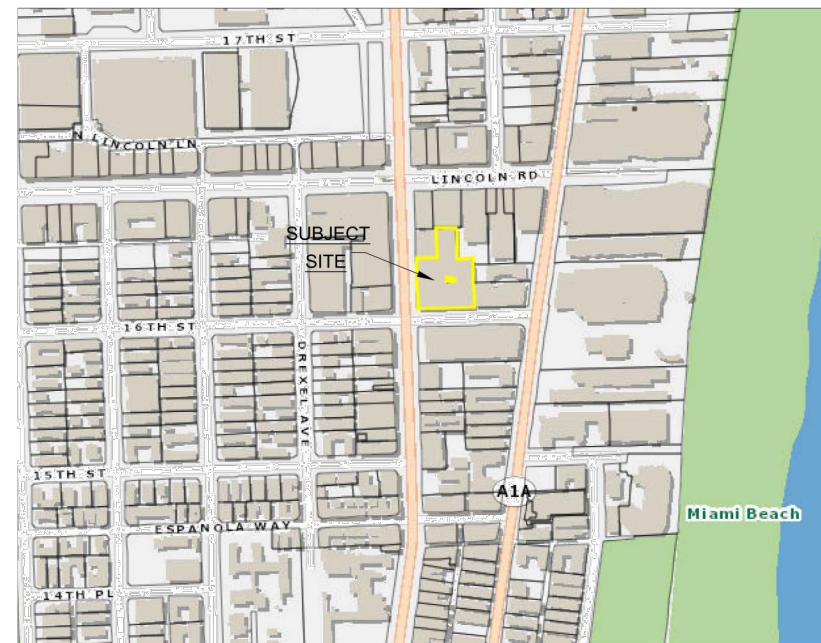 17TH ST
N LINCOLN LN
LINCOLN RD
SUBJECT
SITE
16TH ST
DREXEL AVE
15TH ST
A1A
Miami Beach
ESPANOLA WAY
14TH PL